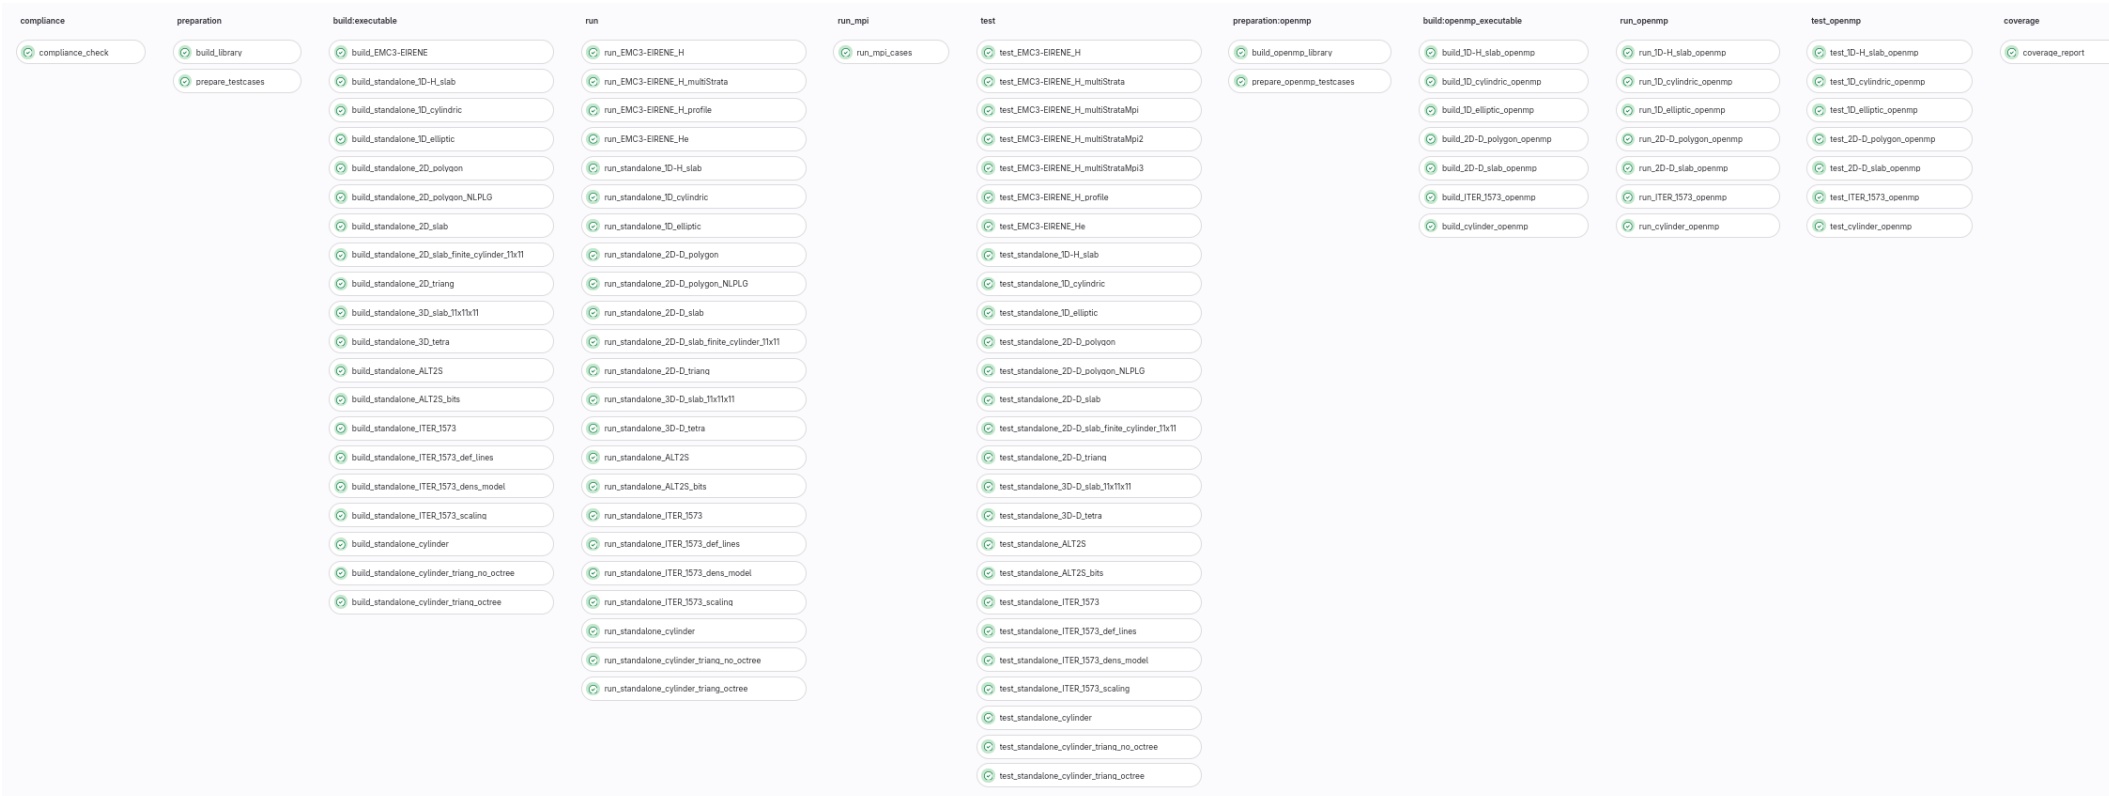 compliance
compliance_check
preparation
build_library
prepare_testcases
build:executable
build_EMC3-EIRENE
build_standalone_1D-H_slab
build_standalone_1D_cylindric
build_standalone_1D_elliptic
build_standalone_2D_polygon
build_standalone_2D_polygon_NLPLG
build_standalone_2D_slab
build_standalone_2D_slab_finite_cylinder_11x11
build_standalone_2D_triang
build_standalone_3D_slab_11x11x11
build_standalone_3D_tetra
build_standalone_ALT2S
build_standalone_ALT2S_bits
build_standalone_ITER_1573
build_standalone_ITER_1573_def_lines
build_standalone_ITER_1573_dens_model
build_standalone_ITER_1573_scaling
build_standalone_cylinder
build_standalone_cylinder_triang_no_octree
build_standalone_cylinder_triang_octree
run
run_EMC3-EIRENE_H
run_EMC3-EIRENE_H_multiStrata
run_EMC3-EIRENE_H_profile
run_EMC3-EIRENE_He
run_standalone_1D-H_slab
run_standalone_1D_cylindric
run_standalone_1D_elliptic
run_standalone_2D-D_polygon
run_standalone_2D-D_polygon_NLPLG
run_standalone_2D-D_slab
run_standalone_2D-D_slab_finite_cylinder_11x11
run_standalone_2D-D_triang
run_standalone_3D-D_slab_11x11x11
run_standalone_3D-D_tetra
run_standalone_ALT2S
run_standalone_ALT2S_bits
run_standalone_ITER_1573
run_standalone_ITER_1573_def_lines
run_standalone_ITER_1573_dens_model
run_standalone_ITER_1573_scaling
run_standalone_cylinder
run_standalone_cylinder_triang_no_octree
run_standalone_cylinder_triang_octree
run_mpi
run_mpi_cases
test
test_EMC3-EIRENE_H
test_EMC3-EIRENE_H_multiStrata
test_EMC3-EIRENE_H_multiStrataMpi
test_EMC3-EIRENE_H_multiStrataMpi2
test_EMC3-EIRENE_H_multiStrataMpi3
test_EMC3-EIRENE_H_profile
test_EMC3-EIRENE_He
test_standalone_1D-H_slab
test_standalone_1D_cylindric
test_standalone_1D_elliptic
test_standalone_2D-D_polygon
test_standalone_2D-D_polygon_NLPLG
test_standalone_2D-D_slab
test_standalone_2D-D_slab_finite_cylinder_11x11
test_standalone_2D-D_triang
test_standalone_3D-D_slab_11x11x11
test_standalone_3D-D_tetra
test_standalone_ALT2S
test_standalone_ALT2S_bits
test_standalone_ITER_1573
test_standalone_ITER_1573_def_lines
test_standalone_ITER_1573_dens_model
test_standalone_ITER_1573_scaling
test_standalone_cylinder
test_standalone_cylinder_triang_no_octree
test_standalone_cylinder_triang_octree
preparation:openmp
build_openmp_library
prepare_openmp_testcases
build:openmp_executable
build_1D-H_slab_openmp
build_1D_cylindric_openmp
build_1D_elliptic_openmp
build_2D-D_polygon_openmp
build_2D-D_slab_openmp
build_ITER_1573_openmp
build_cylinder_openmp
run_openmp
run_1D-H_slab_openmp
run_1D_cylindric_openmp
run_1D_elliptic_openmp
run_2D-D_polygon_openmp
run_2D-D_slab_openmp
run_ITER_1573_openmp
run_cylinder_openmp
test_openmp
test_1D-H_slab_openmp
test_1D_cylindric_openmp
test_1D_elliptic_openmp
test_2D-D_polygon_openmp
test_2D-D_slab_openmp
test_ITER_1573_openmp
test_cylinder_openmp
coverage
coverage_report